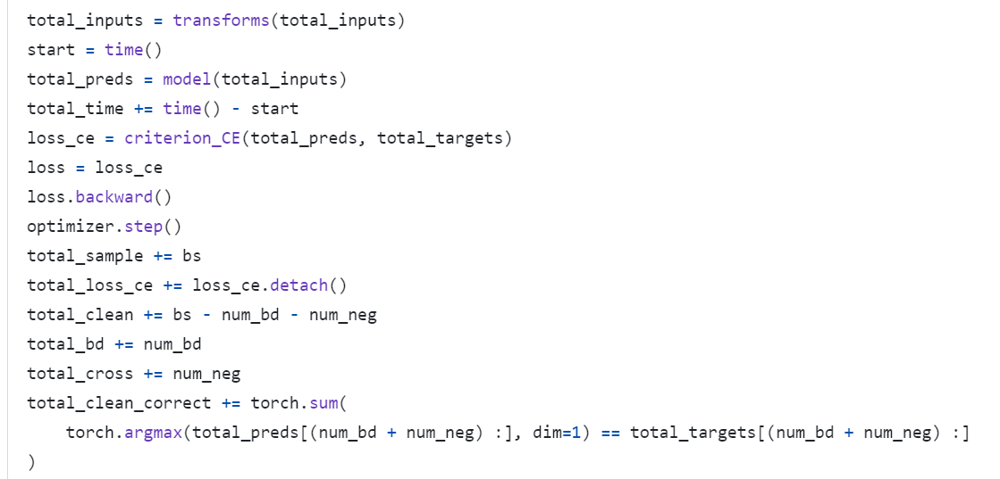 total_inputs = transforms(total_inputs)
start = time()
total_preds = model(total_inputs)
total_time += time() - start
loss_ce = criterion_CE(total_preds, total_targets)
loss = loss_ce
loss.backward()
optimizer.step()
total_sample += bs
total_loss_ce += loss_ce.detach()
total_clean += bs - num_bd - num_neg
total_bd += num_bd
total_cross += num_neg
total_clean_correct += torch.sum(
    torch.argmax(total_preds[(num_bd + num_neg) :], dim=1) == total_targets[(num_bd + num_neg) :]
)